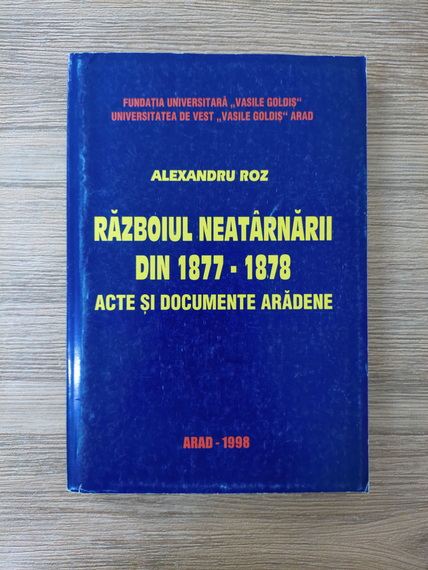 FUNDAȚIA UNIVERSITARĂ „VASILE GOLDIȘ"
UNIVERSITATEA DE VEST „VASILE GOLDIȘ" ARAD
ALEXANDRU ROZ
RĂZBOIUL NEATÂRNĂRII
DIN 1877 - 1878
ACTE ȘI DOCUMENTE ARĂDENE
ARAD - 1998